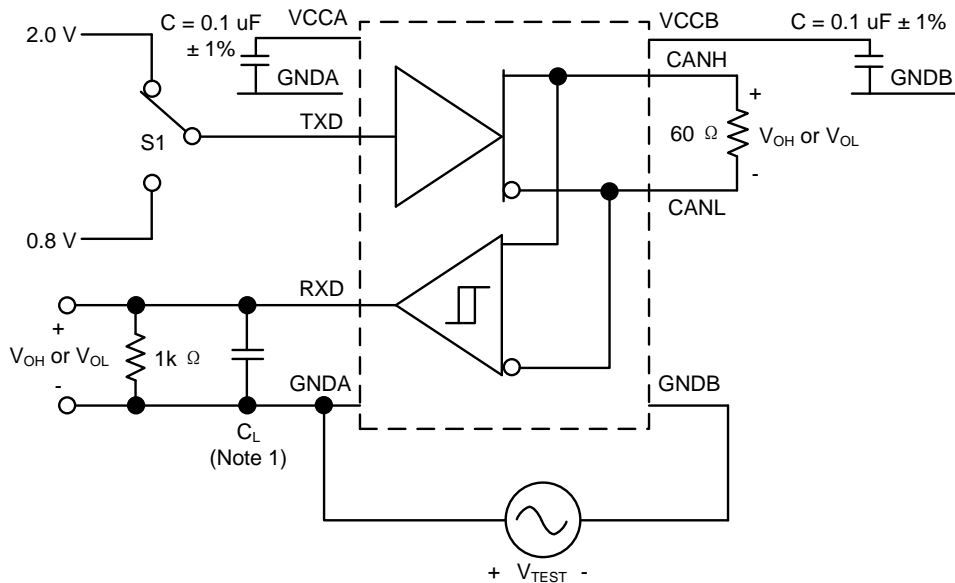 2.0 V
C = 0.1 uF
± 1%
VCCA
GNDA
VCCB
C = 0.1 uF ± 1%
GNDB
CANH
TXD
S1
60 Ω
+
VOH or VOL
-
CANL
0.8 V
RXD
+
VOH or VOL
-
1k Ω
GNDA
GNDB
CL
(Note 1)
+ VTEST -